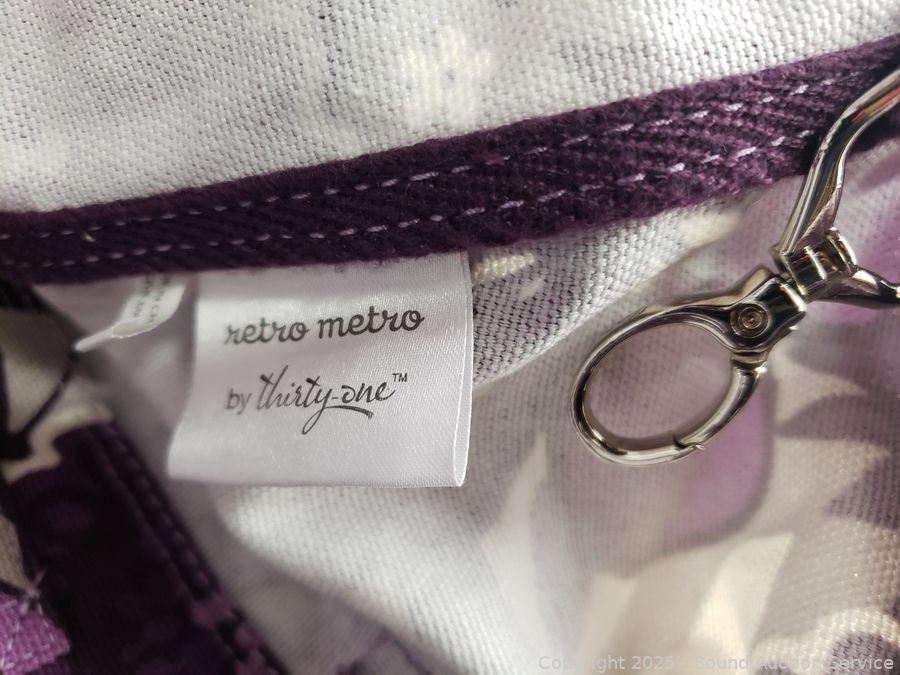 retro metro
by thirty-one™
Copyright 2025 - Sound Auction Service